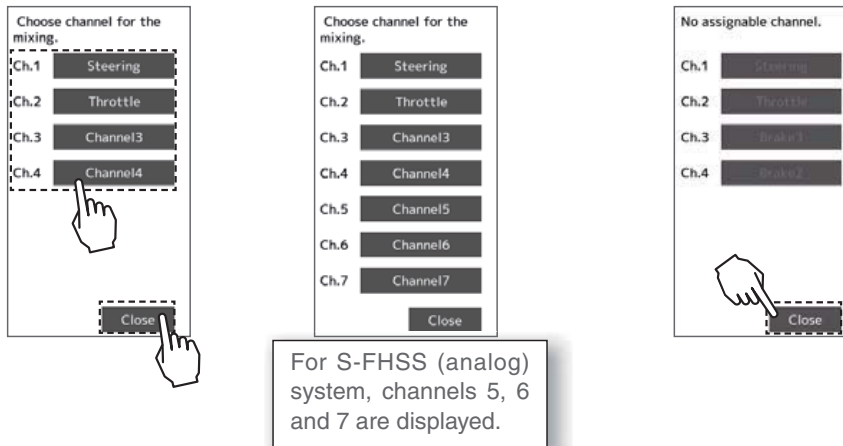 Choose channel for the
mixing.
Ch.1 Steering
Ch.2 Throttle
Ch.3 Channel3
Ch.4 Channel4
Close
Choose channel for the
mixing.
Ch.1 Steering
Ch.2 Throttle
Ch.3 Channel3
Ch.4 Channel4
Ch.5 Channel5
Ch.6 Channel6
Ch.7 Channel7
Close
For S-FHSS (analog)
system, channels 5, 6
and 7 are displayed.
No assignable channel.
Ch.1 Steering
Ch.2 Throttle
Ch.3 Brake3
Ch.4 Brake2
Close